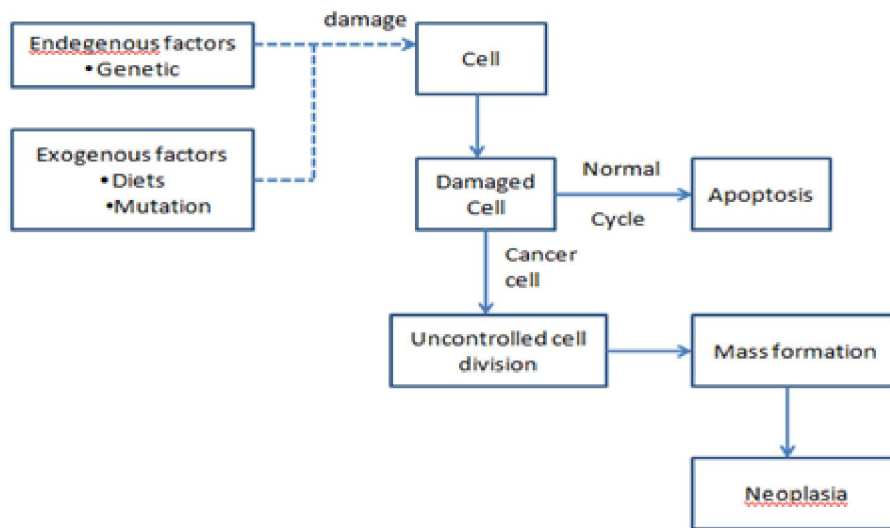 damage
Endegenous factors
•Genetic
Cell
Exogenous factors
•Diets
•Mutation
Damaged
Cell
Normal
Cycle
Apoptosis
Cancer
cell
Uncontrolled cell
division
Mass formation
Neoplasia